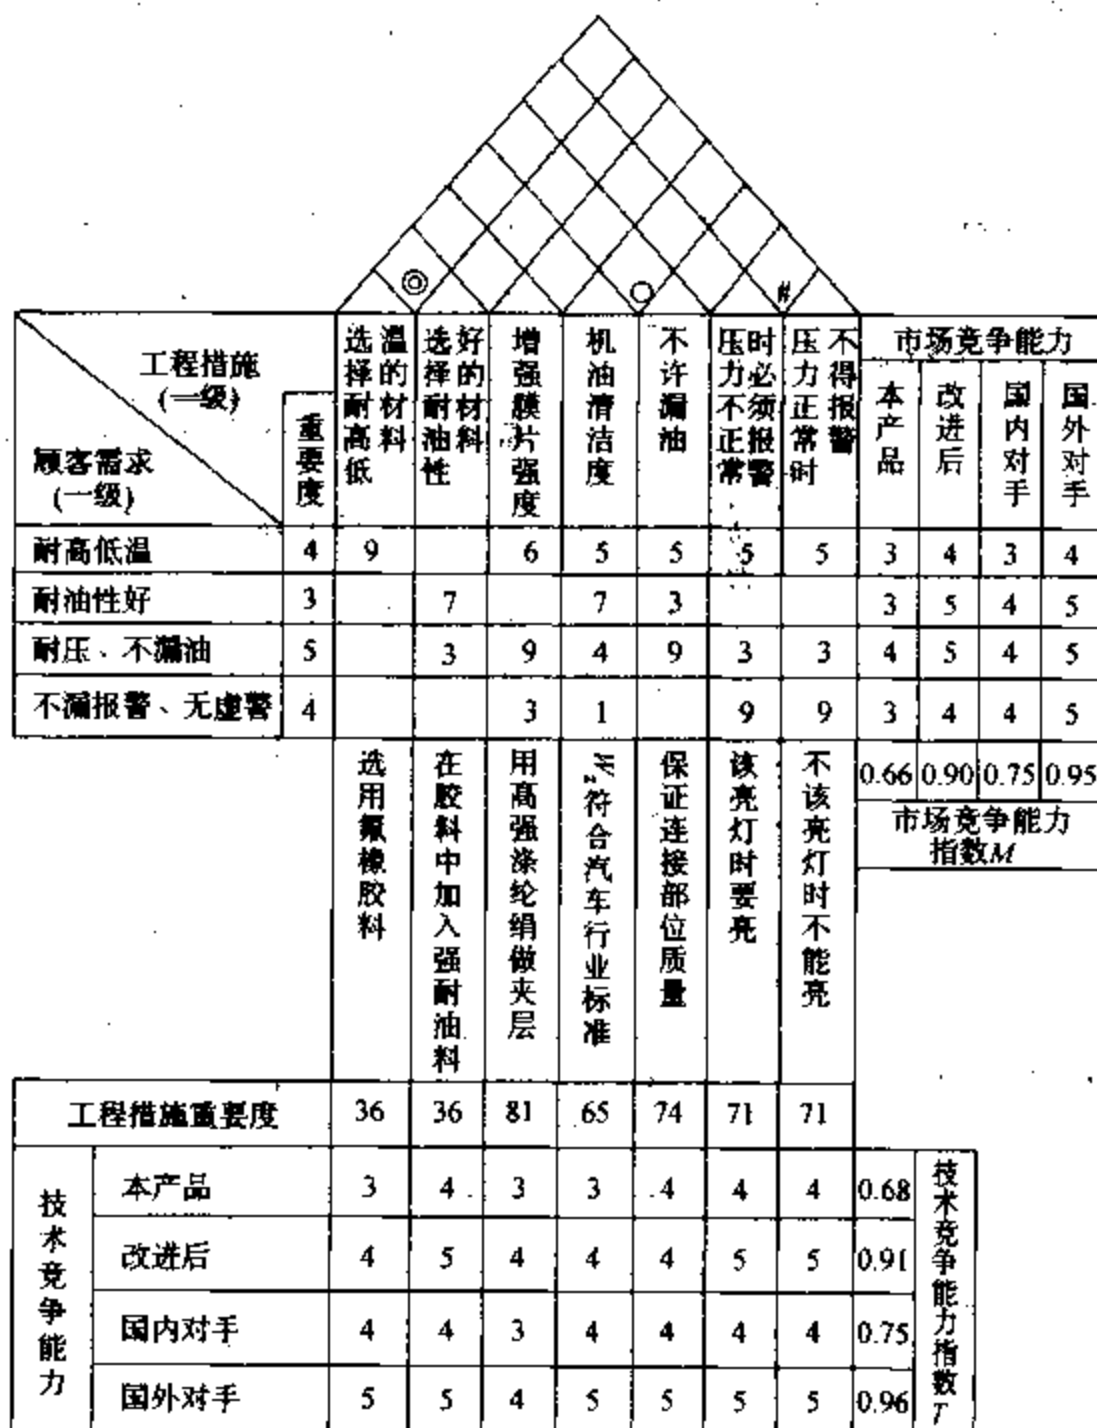 ◎
○
#
工程措施
(一级)
顾客需求
(一级)
重要度
选择耐高低温的材料
选择耐油性好的材料
增强膜片强度
机油清洁度
不许漏油
压力不正常时必须报警
压力正常时不得报警
市场竞争能力
本产品
改进后
国内对手
国外对手
耐高低温 4 9 6 5 5 5 5 3 4 3 4
耐油性好 3 7 7 3 3 5 4 5
耐压、不漏油 5 3 9 4 9 3 3 4 5 4 5
不漏报警、无虚警 4 3 1 9 9 3 4 4 5
选用氟橡胶料
在胶料中加入强耐油料
用高强涤纶绢做夹层
符合汽车行业标准
保证连接部位质量
该亮灯时要亮
不该亮灯时不能亮
0.66 0.90 0.75 0.95
市场竞争能力
指数M
工程措施重要度 36 36 81 65 74 71 71
技术竞争能力
本产品 3 4 3 3 4 4 4 0.68
改进后 4 5 4 4 4 5 5 0.91
国内对手 4 4 3 4 4 4 4 0.75
国外对手 5 5 4 5 5 5 5 0.96
技术竞争能力指数T